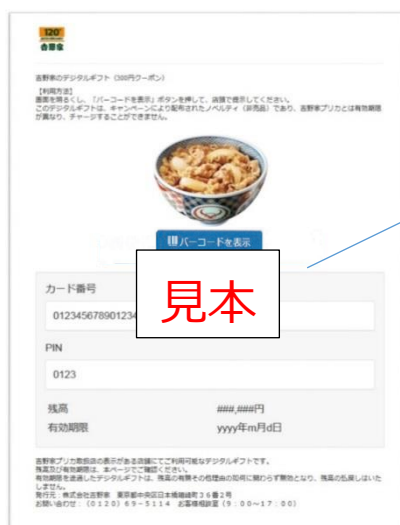 120
吉野家
吉野家のデジタルギフト（300円クーポン）
【利用方法】
画面を明るくし、「バーコードを表示」ボタンを押して、店頭で提示してください。
このデジタルギフトは、キャンペーンにより配布されたノベルティ（非売品）であり、吉野家プリカとは有効期限
が異なり、チャージすることができません。
バーコードを表示
見本
カード番号
01234567890123
PIN
0123
残高 ###,###円
有効期限 yyyy年m月d日
吉野家プリカ取扱店の表示がある店舗にてご利用可能なデジタルギフトです。
残高及び有効期限は、本ページでご確認ください。
有効期限を過過したデジタルギフトは、残高の有無その他理由の如何に関わらず無効となり、残高の払戻しはいた
しません。
発行元：株式会社吉野家 東京都中央区日本橋箱崎町３６番２号
お問い合わせ：（０１２０）６９－５１１４ お客様相談室（９：００～１７：００）